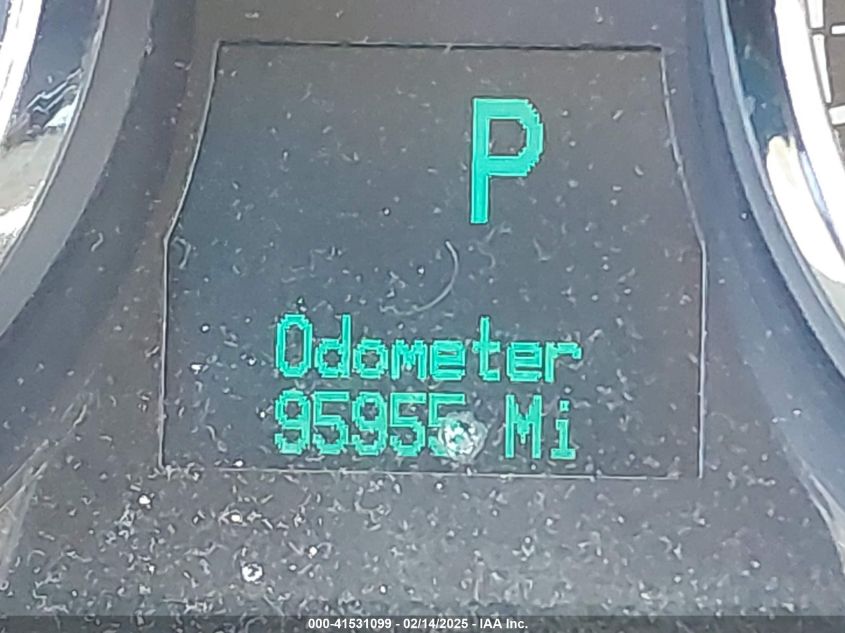 P
Odometer
95955 Mi
000-41531099 - 02/14/2025 - IAA Inc.